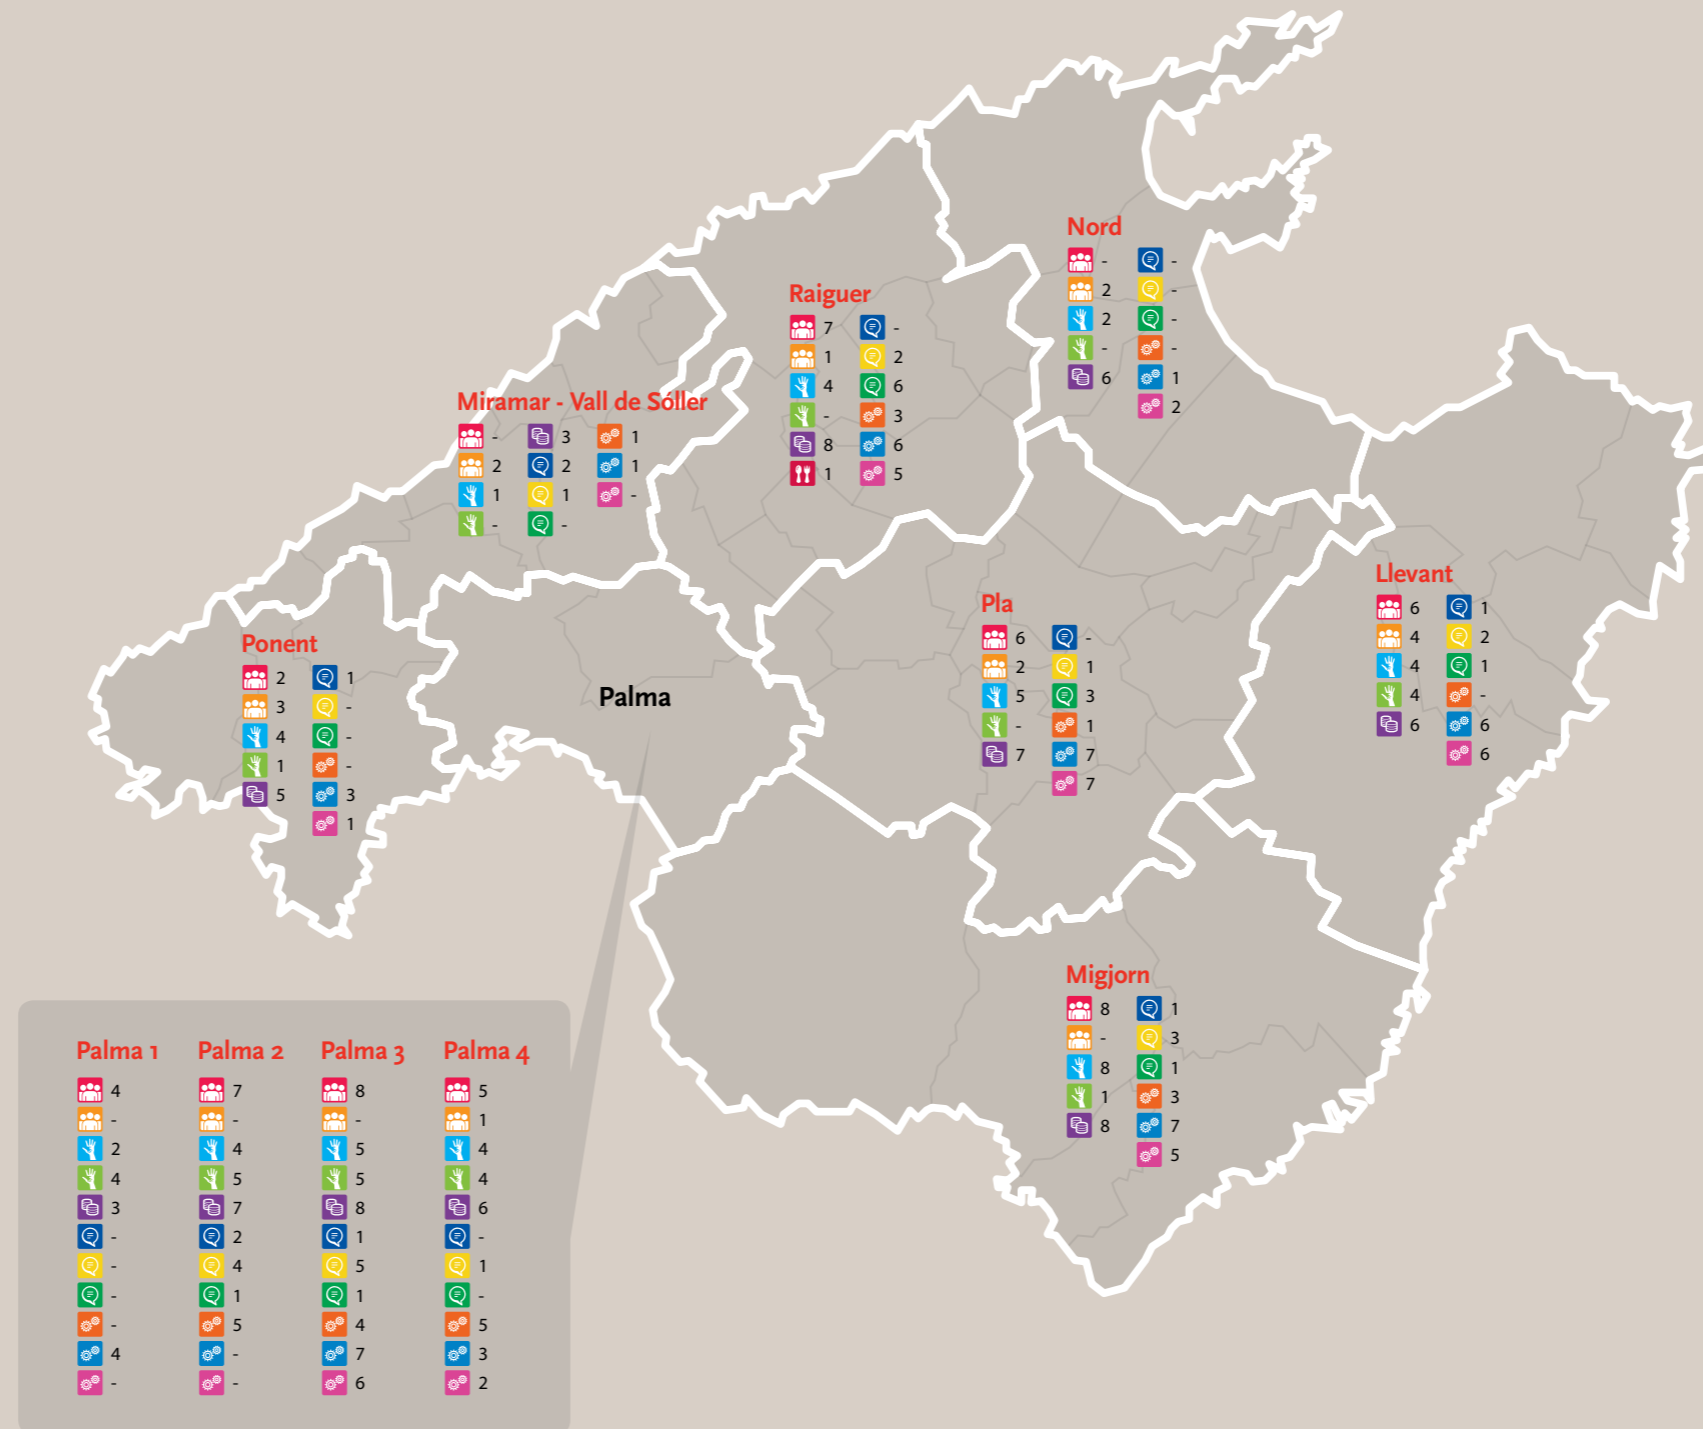 Nord
- -
2 -
2 -
- -
6 1
2
Raiguer
7 -
1 2
4 6
- 3
8 6
1 5
Miramar - Vall de Sóller
- 3 1
2 2 1
1 1 -
- -
Llevant
6 1
4 2
4 1
4 -
6 6
6
Pla
6 -
2 1
5 3
- 1
7 7
7
Ponent
2 1
3 -
4 -
1 -
5 3
1
Palma
Migjorn
8 1
- 3
8 1
1 3
8 7
5
Palma 1 Palma 2 Palma 3 Palma 4
4 7 8 5
- - - 1
2 4 5 4
4 5 5 4
3 7 8 6
- 2 1 -
- 4 5 1
- 1 1 -
- 5 4 5
4 - 7 3
- - 6 2